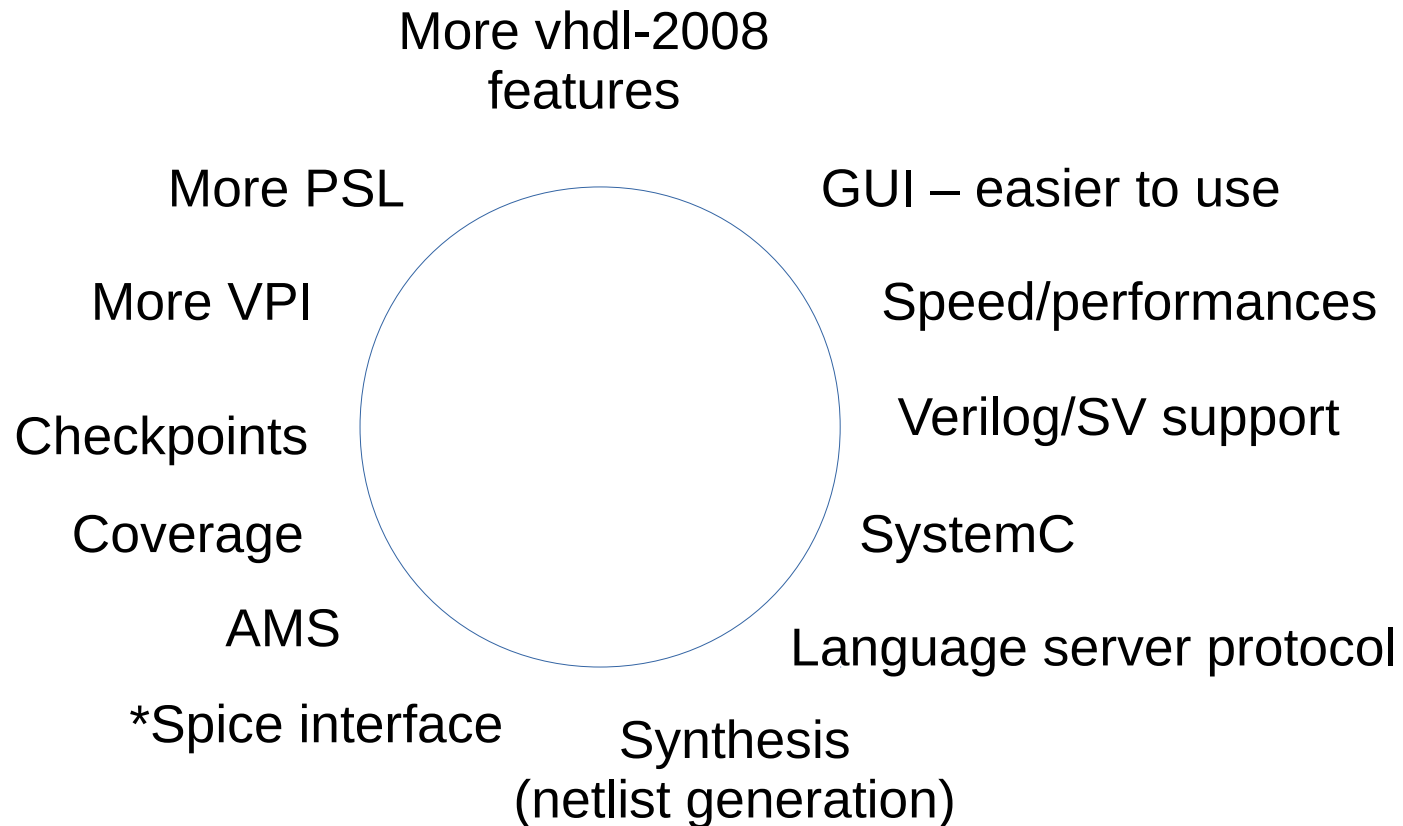 More vhdl-2008
features
More PSL
GUI – easier to use
More VPI
Speed/performances
Checkpoints
Verilog/SV support
Coverage
SystemC
AMS
Language server protocol
*Spice interface
Synthesis
(netlist generation)